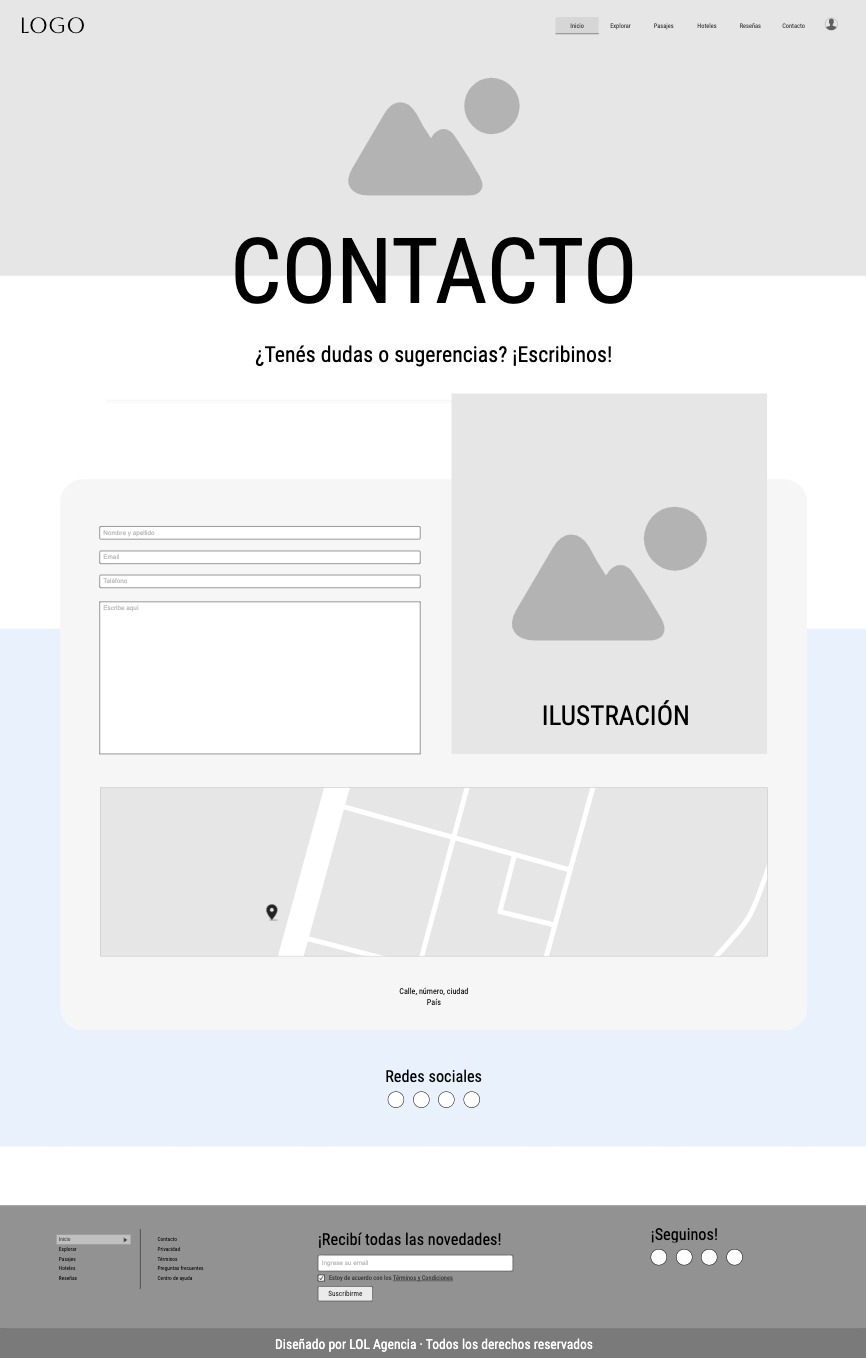 LOGO
Inicio Explorar Pasajes Hoteles Reseñas Contacto
CONTACTO
¿Tenés dudas o sugerencias? ¡Escribinos!
Nombre y apellido
Email
Teléfono
Escribe aquí
ILUSTRACIÓN
Calle, número, ciudad
País
Redes sociales
Inicio
Explorar
Pasajes
Hoteles
Reseñas
Contacto
Privacidad
Términos
Preguntas frecuentes
Centro de ayuda
¡Recibí todas las novedades!
Ingrese su email
Estoy de acuerdo con los Términos y Condiciones
Suscribirme
¡Seguinos!
Diseñado por LOL Agencia · Todos los derechos reservados